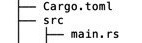 ├── Cargo.toml
├── src
│   ├── main.rs